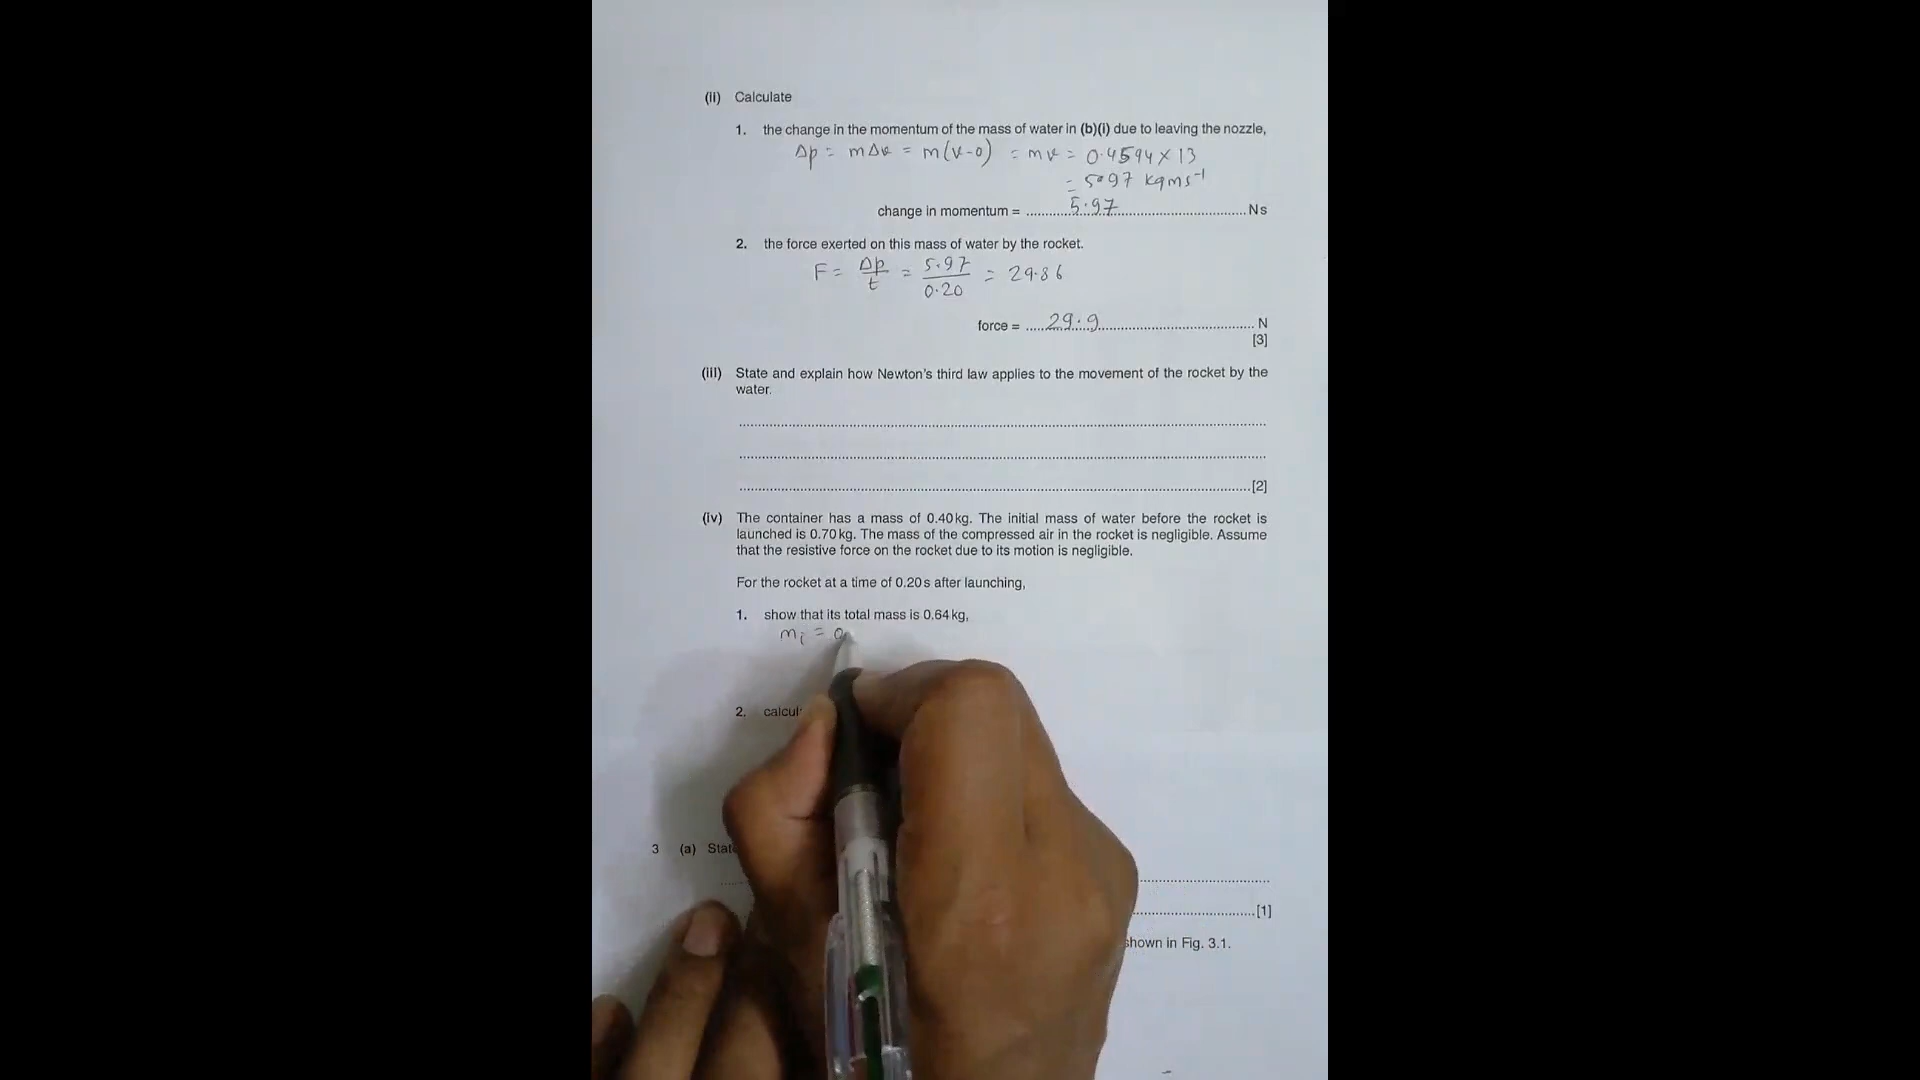 (ii) Calculate
1. the change in the momentum of the mass of water in (b)(i) due to leaving the nozzle,
Δp = mΔv = m(v-0) = mv = 0.4594 × 13
= 5.97 kgms⁻¹
change in momentum = ........5.97........ Ns
2. the force exerted on this mass of water by the rocket.
F = Δp/t = 5.97/0.20 = 29.86
force = ......29.9........ N
[3]
(iii) State and explain how Newton's third law applies to the movement of the rocket by the
water.
[2]
(iv) The container has a mass of 0.40 kg. The initial mass of water before the rocket is
launched is 0.70 kg. The mass of the compressed air in the rocket is negligible. Assume
that the resistive force on the rocket due to its motion is negligible.
For the rocket at a time of 0.20 s after launching,
1. show that its total mass is 0.64 kg,
mᵢ = 0
2. calcul
3 (a) Stat
[1]
shown in Fig. 3.1.